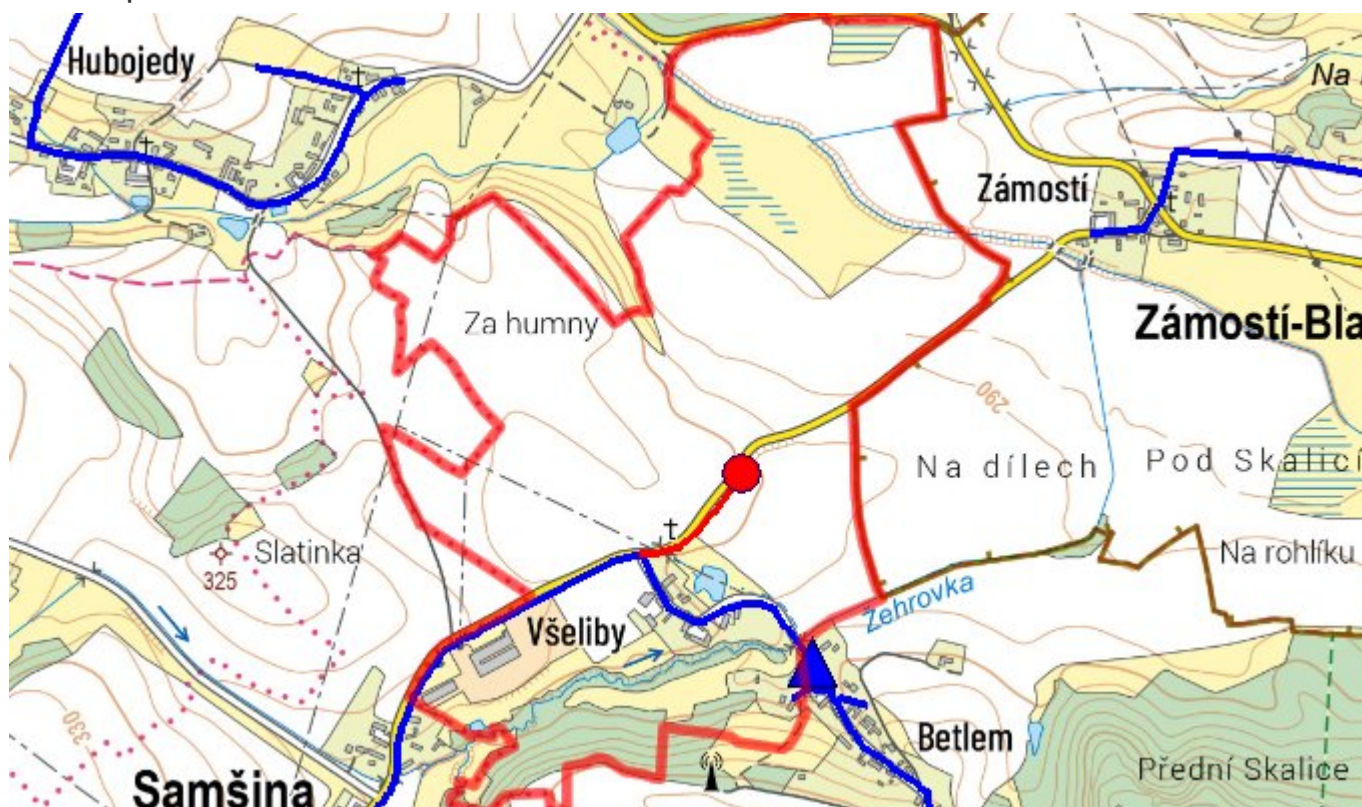 Hubojedy
Na
Zámostí
Za humny
Zámostí-Bla
Na dílech
Pod Skalicí
290
Slatinka
325
Na rohlíku
Žehrovka
Všeliby
330
Betlem
Přední Skalice
Samšina